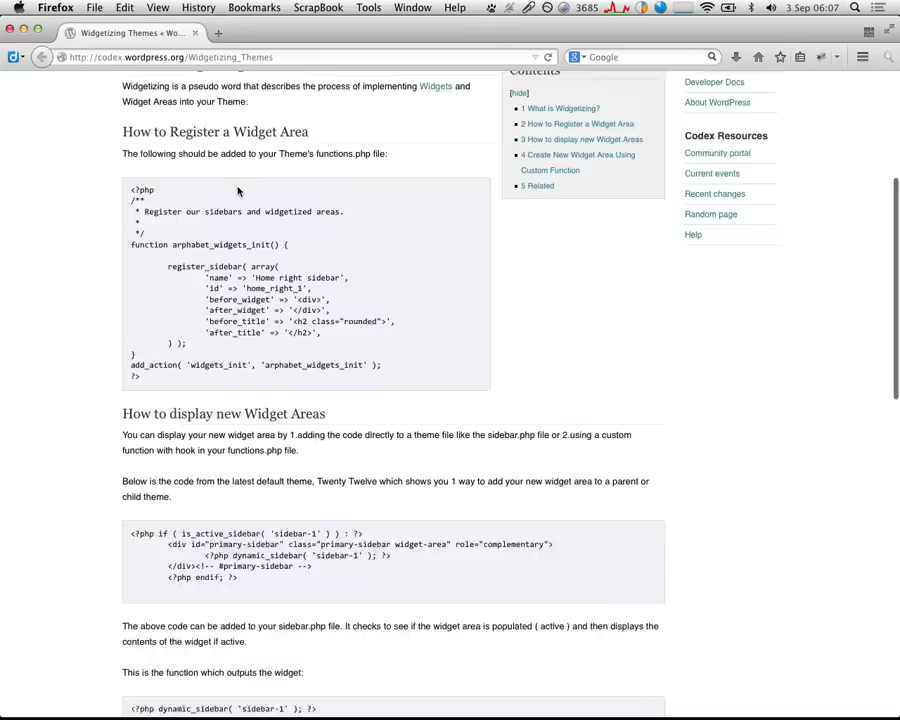 Firefox File Edit View History Bookmarks ScrapBook Tools Window Help 3685 3 Sep 06:07
Widgetizing Themes « Wo...
http://codex.wordpress.org/Widgetizing_Themes
Google
Widgetizing is a pseudo word that describes the process of implementing Widgets and
Widget Areas into your Theme.
How to Register a Widget Area
The following should be added to your Theme's functions.php file:
<?php
/**
* Register our sidebars and widgetized areas.
*
*/
function arphabet_widgets_init() {
register_sidebar( array(
'name' => 'Home right sidebar',
'id' => 'home_right_1',
'before_widget' => '<div>',
'after_widget' => '</div>',
'before_title' => '<h2 class="rounded">',
'after_title' => '</h2>',
) );
}
add_action( 'widgets_init', 'arphabet_widgets_init' );
?>
How to display new Widget Areas
You can display your new widget area by 1.adding the code directly to a theme file like the sidebar.php file or 2.using a custom
function with hook in your functions.php file.
Below is the code from the latest default theme, Twenty Twelve which shows you 1 way to add your new widget area to a parent or
child theme.
<?php if ( is_active_sidebar( 'sidebar-1' ) ) : ?>
<div id="primary-sidebar" class="primary-sidebar widget-area" role="complementary">
<?php dynamic_sidebar( 'sidebar-1' ); ?>
</div><!-- #primary-sidebar -->
<?php endif; ?>
The above code can be added to your sidebar.php file. It checks to see if the widget area is populated ( active ) and then displays the
contents of the widget if active.
This is the function which outputs the widget:
<?php dynamic_sidebar( 'sidebar-1' ); ?>
Contents
[hide]
1 What is Widgetizing?
2 How to Register a Widget Area
3 How to display new Widget Areas
4 Create New Widget Area Using
Custom Function
5 Related
Developer Docs
About WordPress
Codex Resources
Community portal
Current events
Recent changes
Random page
Help